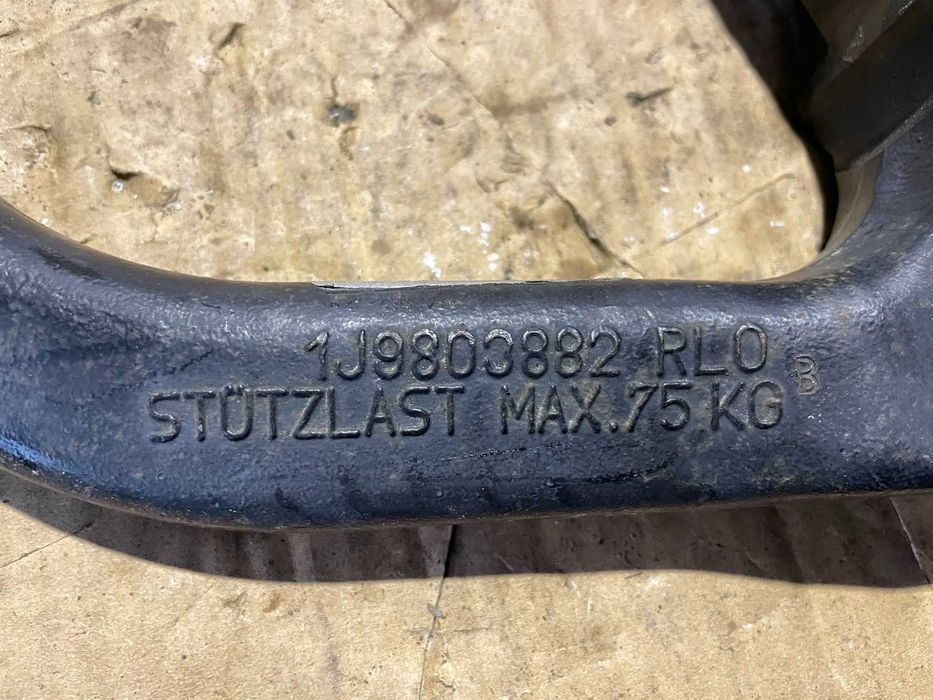 1J9803882 RLO
STÜTZLAST MAX.75 KG
B